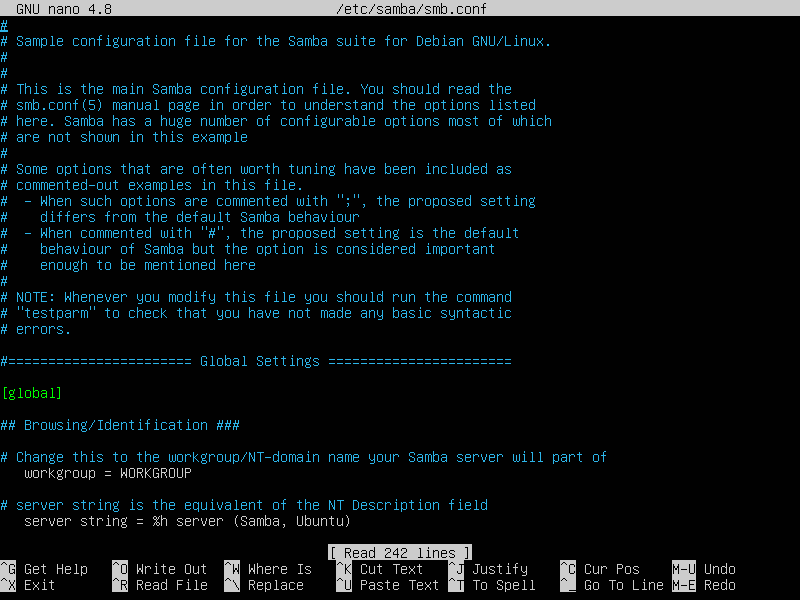 GNU nano 4.8 /etc/samba/smb.conf
#
# Sample configuration file for the Samba suite for Debian GNU/Linux.
#
#
# This is the main Samba configuration file. You should read the
# smb.conf(5) manual page in order to understand the options listed
# here. Samba has a huge number of configurable options most of which
# are not shown in this example
#
# Some options that are often worth tuning have been included as
# commented-out examples in this file.
#  - When such options are commented with ";", the proposed setting
#    differs from the default Samba behaviour
#  - When commented with "#", the proposed setting is the default
#    behaviour of Samba but the option is considered important
#    enough to be mentioned here
#
# NOTE: Whenever you modify this file you should run the command
# "testparm" to check that you have not made any basic syntactic
# errors.
#======================= Global Settings =======================
[global]
## Browsing/Identification ###
# Change this to the workgroup/NT-domain name your Samba server will part of
   workgroup = WORKGROUP
# server string is the equivalent of the NT Description field
   server string = %h server (Samba, Ubuntu)
[ Read 242 lines ]
^G Get Help ^O Write Out ^W Where Is ^K Cut Text ^J Justify ^C Cur Pos M-U Undo
^X Exit ^R Read File ^\ Replace ^U Paste Text ^T To Spell ^_ Go To Line M-E Redo